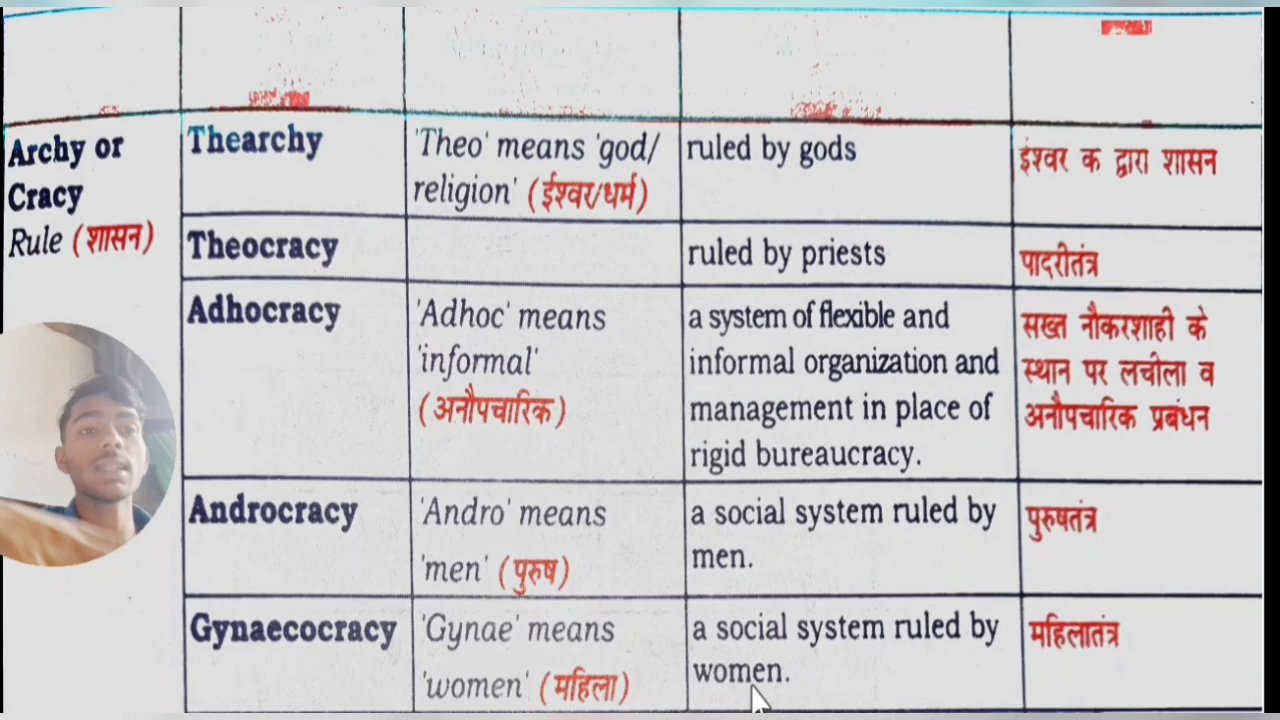 Archy or
Cracy
Rule (शासन)
Thearchy
'Theo' means 'god/
religion' (ईश्वर/धर्म)
ruled by gods
ईश्वर क द्वारा शासन
Theocracy
ruled by priests
पादरीतंत्र
Adhocracy
'Adhoc' means
'informal'
(अनौपचारिक)
a system of flexible and
informal organization and
management in place of
rigid bureaucracy.
सख्त नौकरशाही के
स्थान पर लचीला व
अनौपचारिक प्रबंधन
Androcracy
'Andro' means
'men' (पुरुष)
a social system ruled by
men.
पुरुषतंत्र
Gynaecocracy
'Gynae' means
'women' (महिला)
a social system ruled by
women.
महिलातंत्र